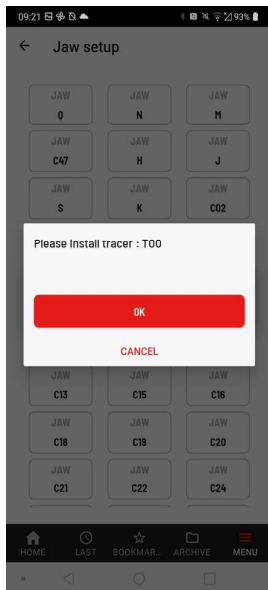 09:21
93%
Jaw setup
JAW JAW JAW
Q N M
JAW JAW JAW
C47 H J
JAW JAW JAW
S K C02
Please Install tracer : T00
OK
CANCEL
JAW JAW JAW
C13 C15 C16
JAW JAW JAW
C18 C19 C20
JAW JAW JAW
C21 C22 C24
HOME LAST BOOKMAR... ARCHIVE MENU